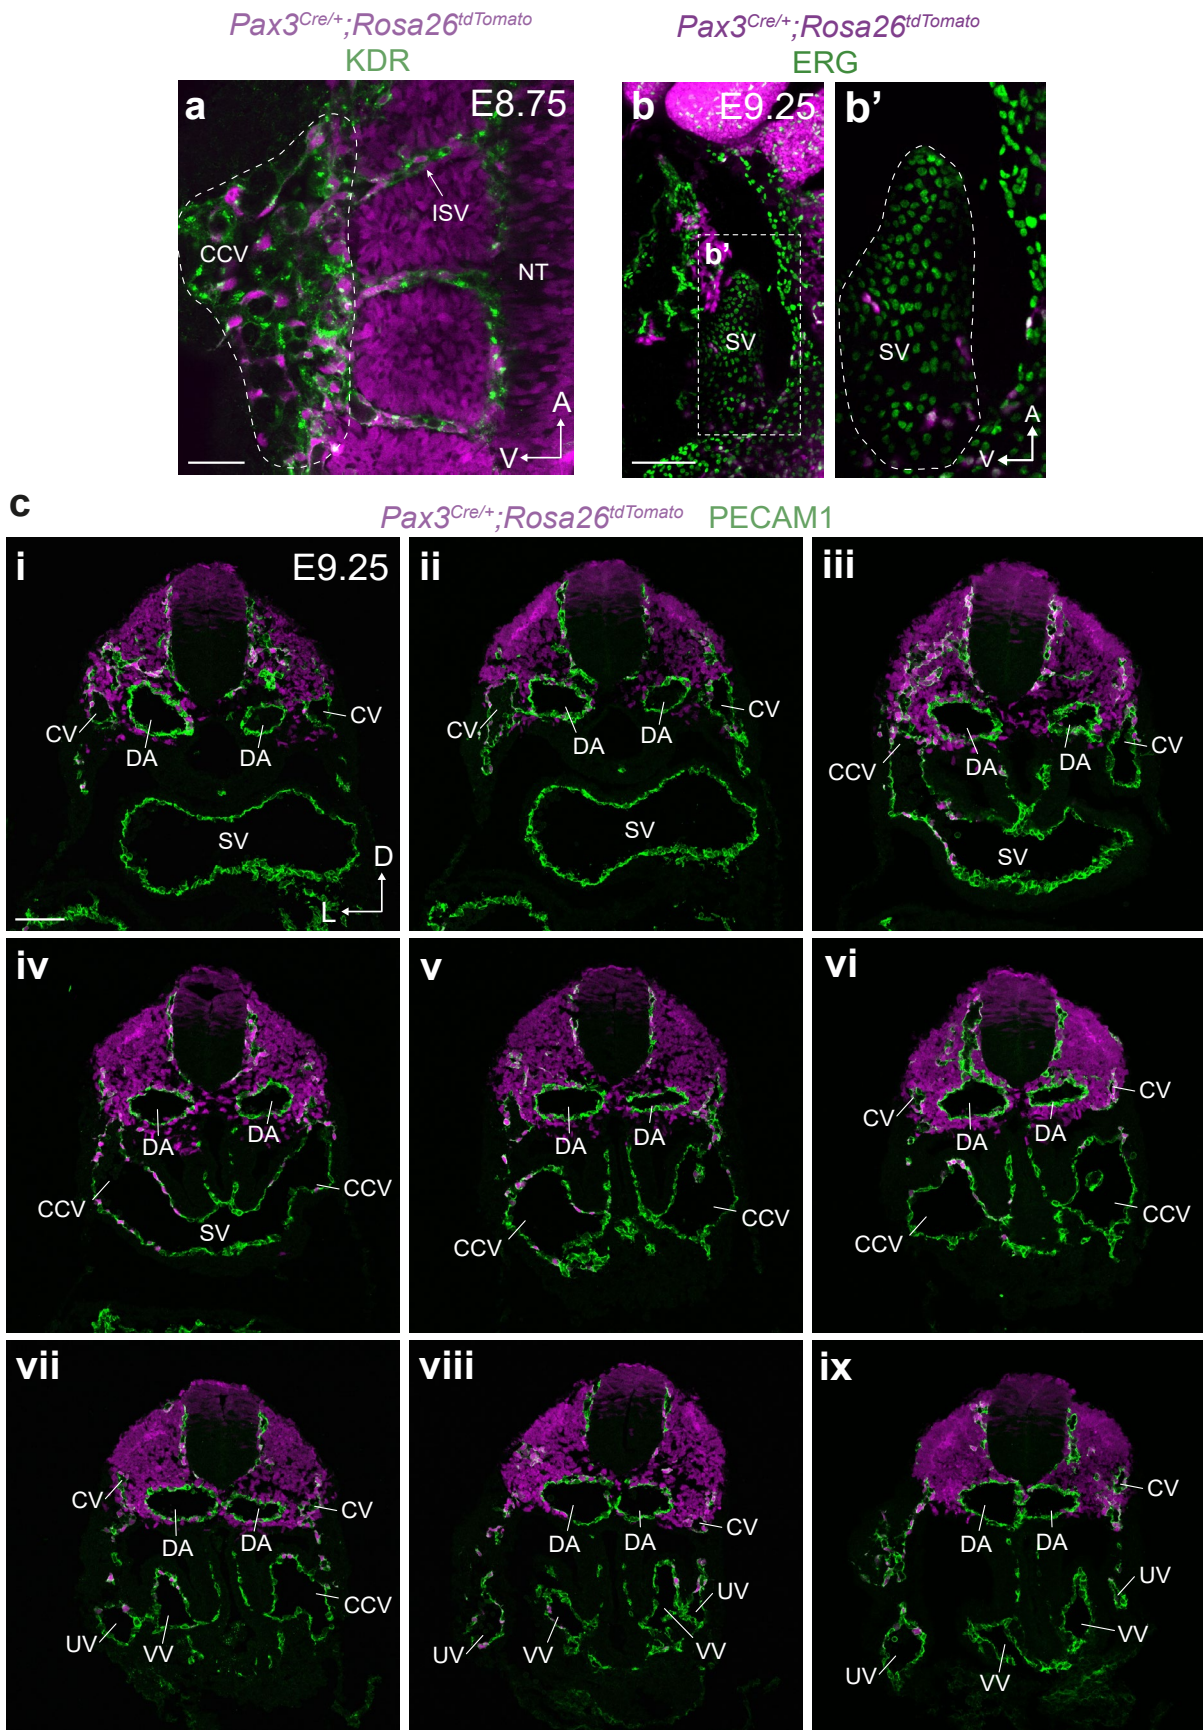 Pax3Cre/+;Rosa26tdTomato
KDR
Pax3Cre/+;Rosa26tdTomato
ERG
a
E8.75
CCV
ISV
NT
A
V
b
E9.25
b’
SV
b’
SV
A
V
c
Pax3Cre/+;Rosa26tdTomato PECAM1
i
E9.25
CV
DA
DA
CV
SV
D
L
ii
CV
DA
DA
CV
SV
iii
CCV
DA
DA
CV
SV
iv
DA
DA
CCV
SV
CCV
v
DA
DA
CCV
CCV
vi
CV
DA
DA
CV
CCV
CCV
vii
CV
DA
DA
CV
UV
VV
CCV
viii
DA
DA
CV
UV
VV
VV
UV
ix
DA
DA
CV
UV
UV
VV
VV